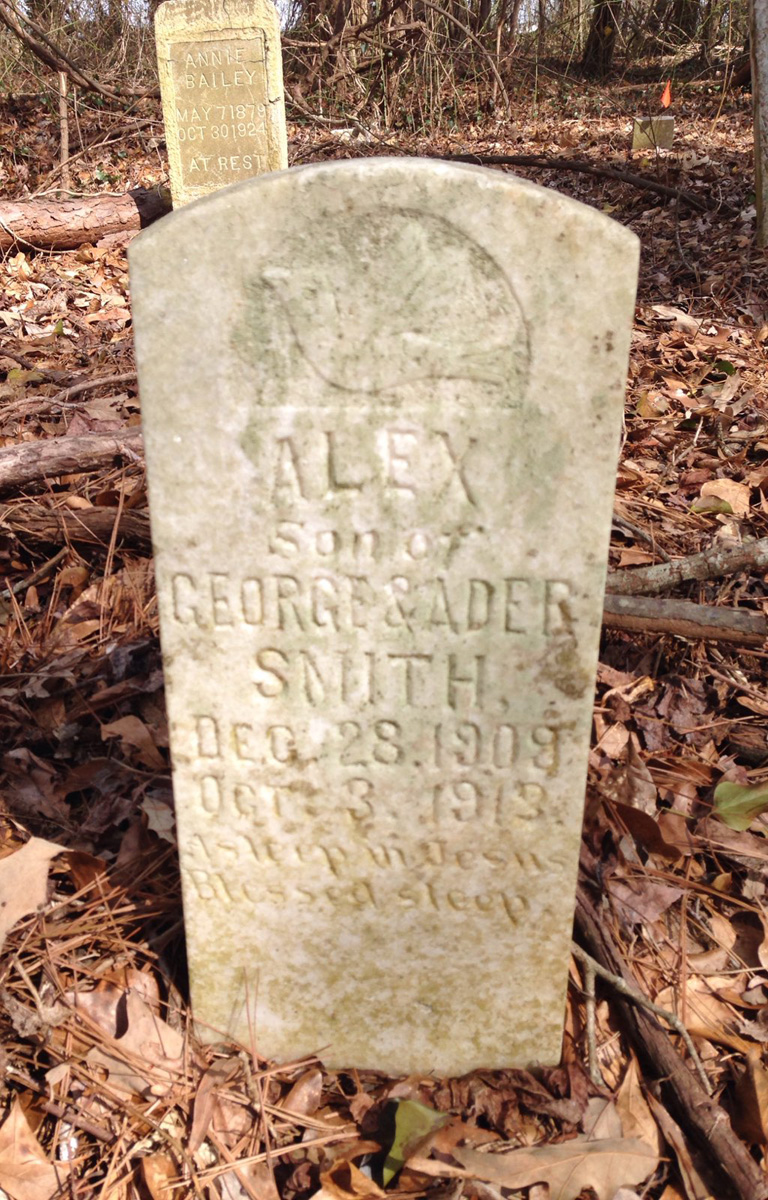 ANNIE
BAILEY
MAY 7 1879
OCT 30 1924
AT REST
ALEX
Son of
GEORGE & ADER
SMITH.
DEC. 28, 1909
OCT. 3 1913.
Asleep in Jesus
Blessed sleep.